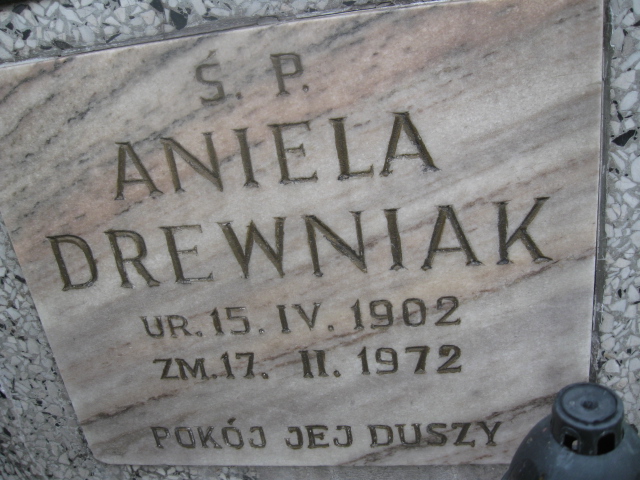 Ś. P.
ANIELA
DREWNIAK
UR. 15. IV. 1902
ZM. 17. II. 1972
POKÓJ JEJ DUSZY